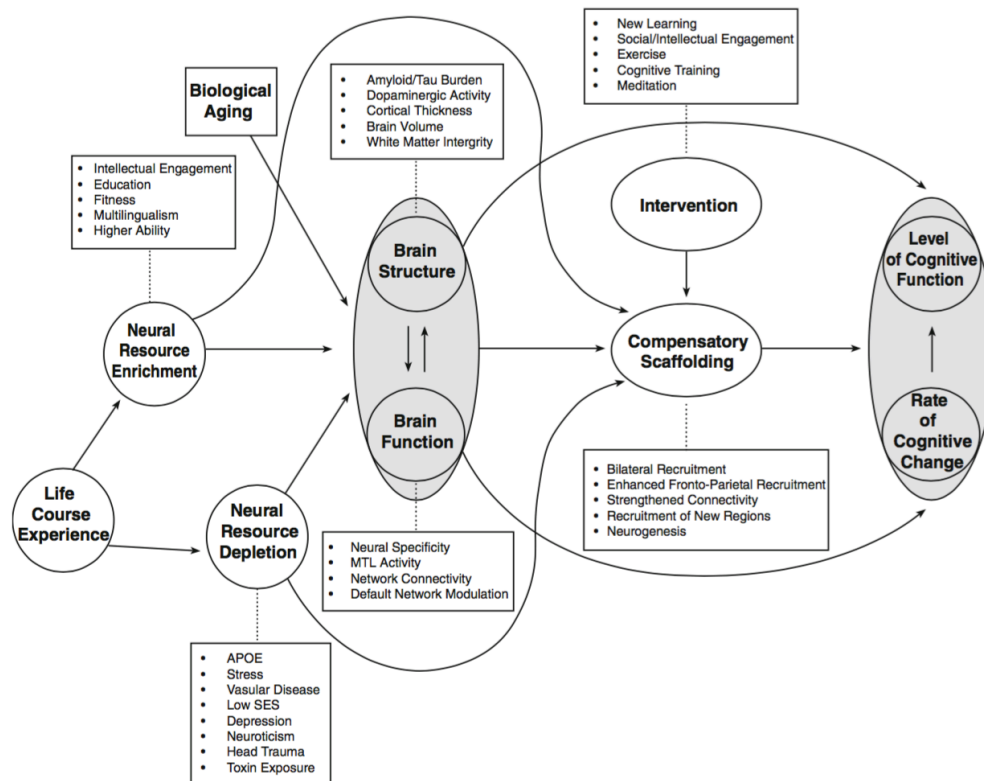 • New Learning
• Social/Intellectual Engagement
• Exercise
• Cognitive Training
• Meditation
Biological
Aging
• Amyloid/Tau Burden
• Dopaminergic Activity
• Cortical Thickness
• Brain Volume
• White Matter Intergrity
• Intellectual Engagement
• Education
• Fitness
• Multilingualism
• Higher Ability
Intervention
Brain
Structure
Level
of Cognitive
Function
Neural
Resource
Enrichment
Compensatory
Scaffolding
Brain
Function
Rate
of
Cognitive
Change
Life
Course
Experience
Neural
Resource
Depletion
• Bilateral Recruitment
• Enhanced Fronto-Parietal Recruitment
• Strengthened Connectivity
• Recruitment of New Regions
• Neurogenesis
• Neural Specificity
• MTL Activity
• Network Connectivity
• Default Network Modulation
• APOE
• Stress
• Vasular Disease
• Low SES
• Depression
• Neuroticism
• Head Trauma
• Toxin Exposure